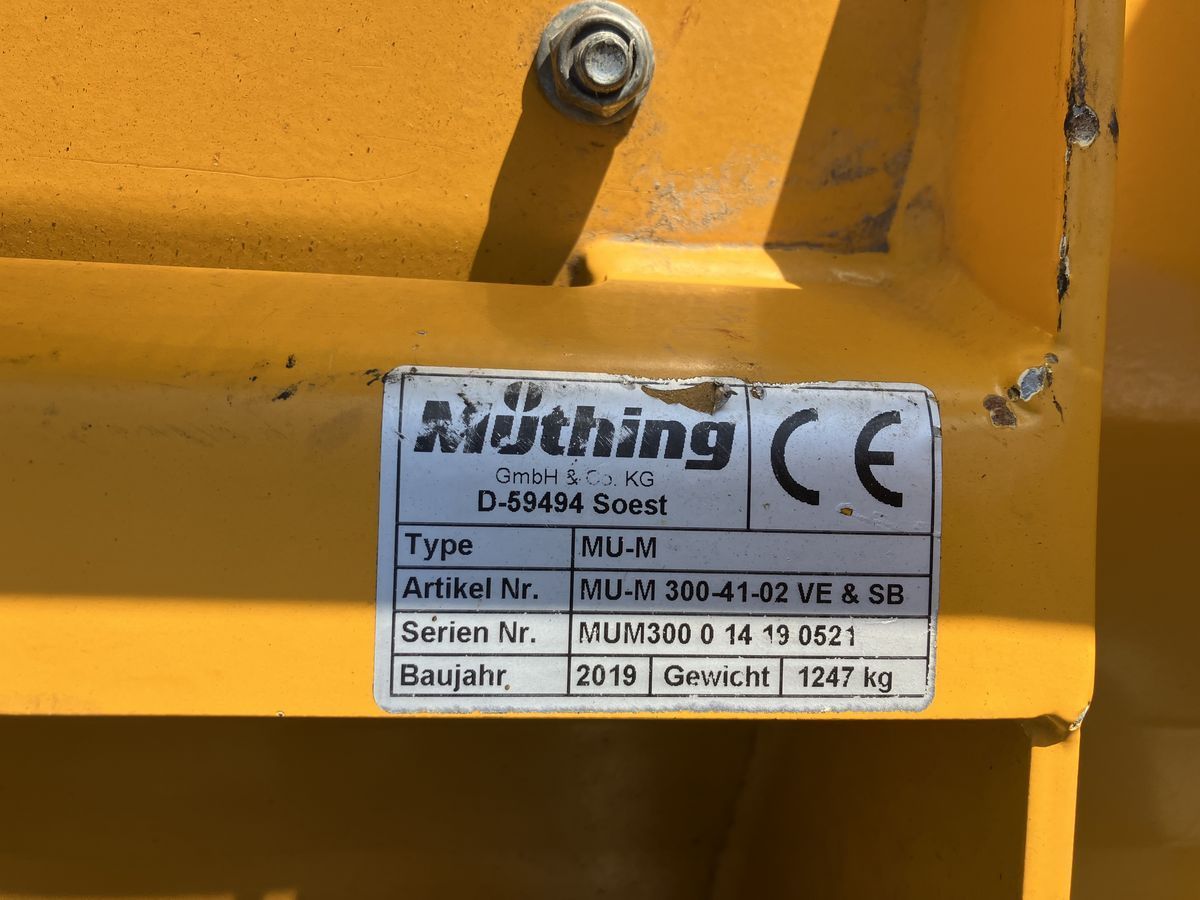 Müthing
GmbH & Co. KG
D-59494 Soest
CE
Type MU-M
Artikel Nr. MU-M 300-41-02 VE & SB
Serien Nr. MUM300 0 14 19 0521
Baujahr 2019 Gewicht 1247 kg